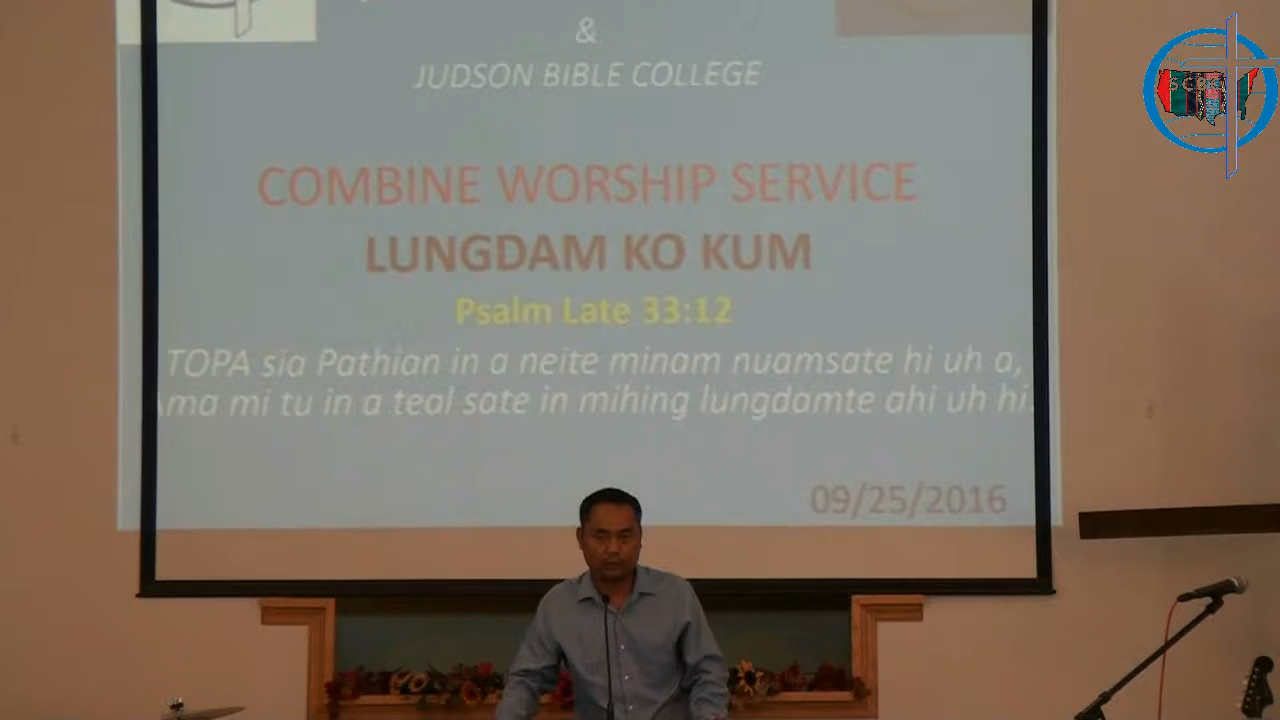 &
JUDSON BIBLE COLLEGE
COMBINE WORSHIP SERVICE
LUNGDAM KO KUM
Psalm Late 33:12
TOPA sia Pathian in a neite minam nuamsate hi uh a,
Ama mi tu in a teal sate in mihing lungdamte ahi uh hi.
09/25/2016